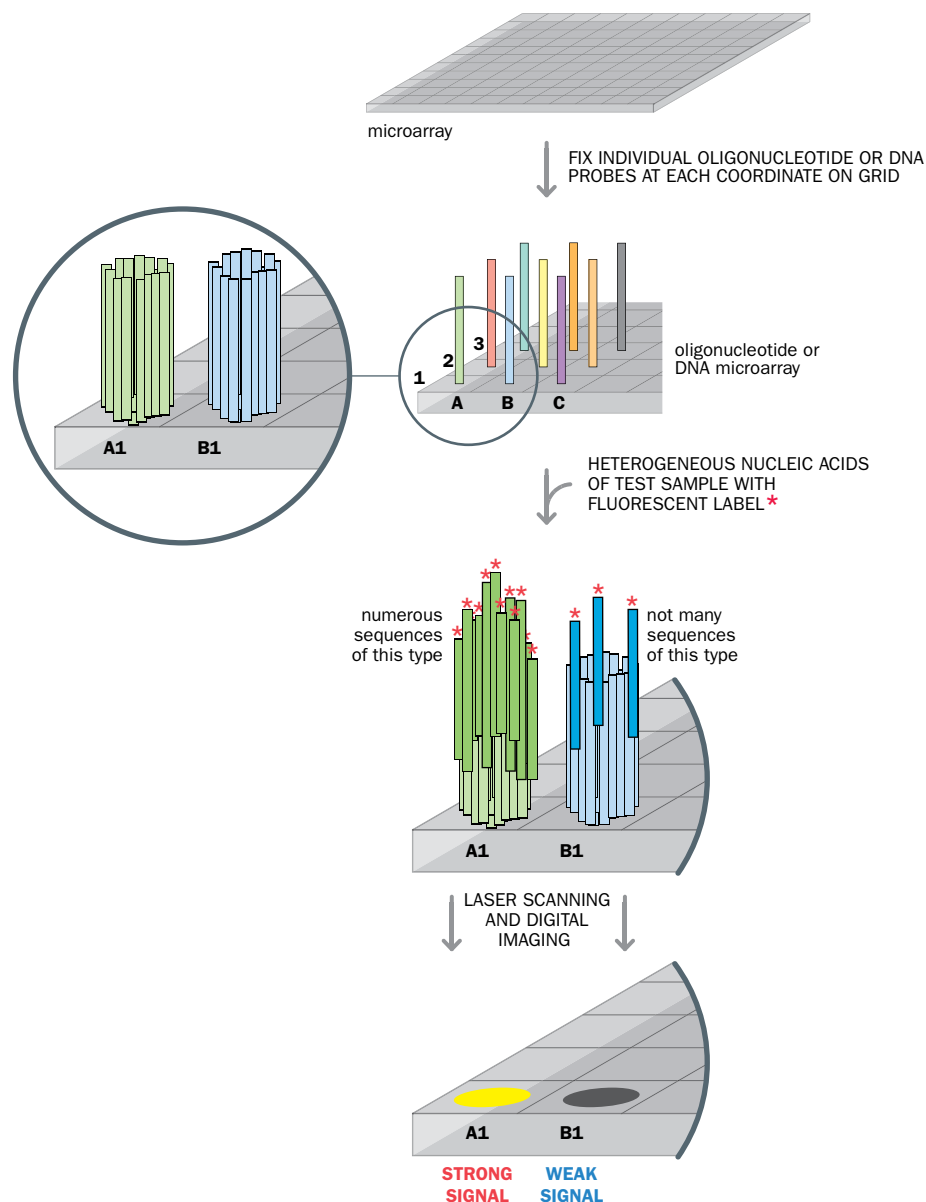 microarray
FIX INDIVIDUAL OLIGONUCLEOTIDE OR DNA
PROBES AT EACH COORDINATE ON GRID
3
2
1
A B C
oligonucleotide or
DNA microarray
A1 B1
HETEROGENEOUS NUCLEIC ACIDS
OF TEST SAMPLE WITH
FLUORESCENT LABEL *
numerous
sequences
of this type
not many
sequences
of this type
A1 B1
LASER SCANNING
AND DIGITAL
IMAGING
A1 B1
STRONG
SIGNAL
WEAK
SIGNAL